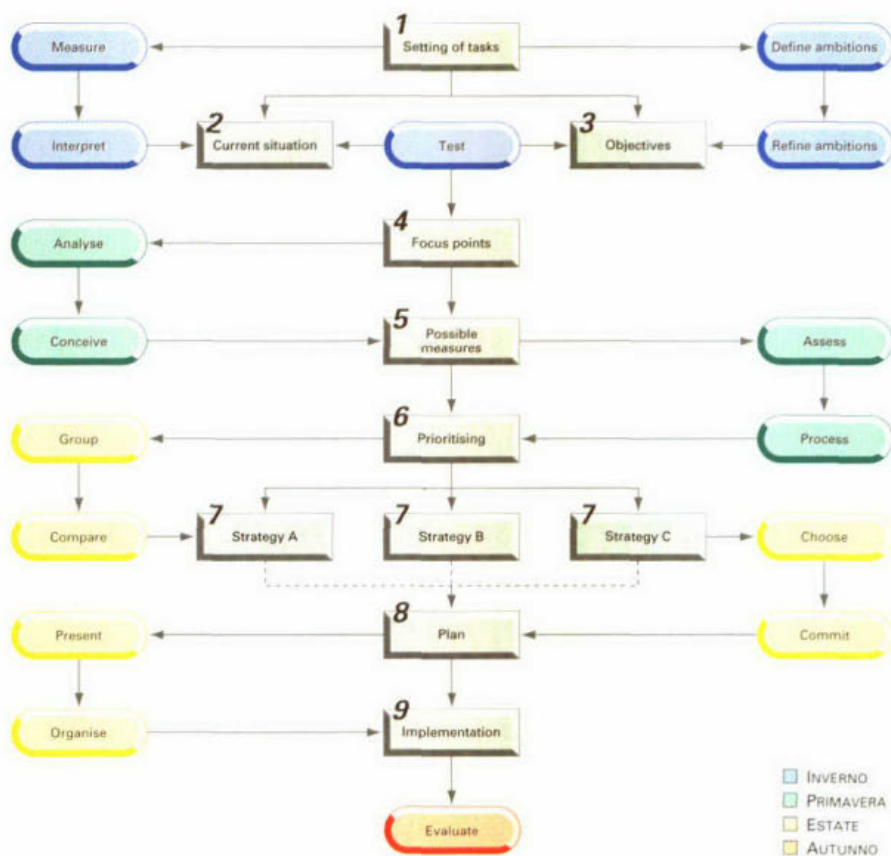 1
Measure
Setting of tasks
Define ambitions
2
3
Interpret
Current situation
Test
Objectives
Refine ambitions
4
Analyse
Focus points
5
Conceive
Possible
measures
Assess
6
Group
Prioritising
Process
7
7
7
Compare
Strategy A
Strategy B
Strategy C
Choose
8
Present
Plan
Commit
9
Organise
Implementation
INVERNO
PRIMAVERA
Evaluate
ESTATE
AUTUNNO